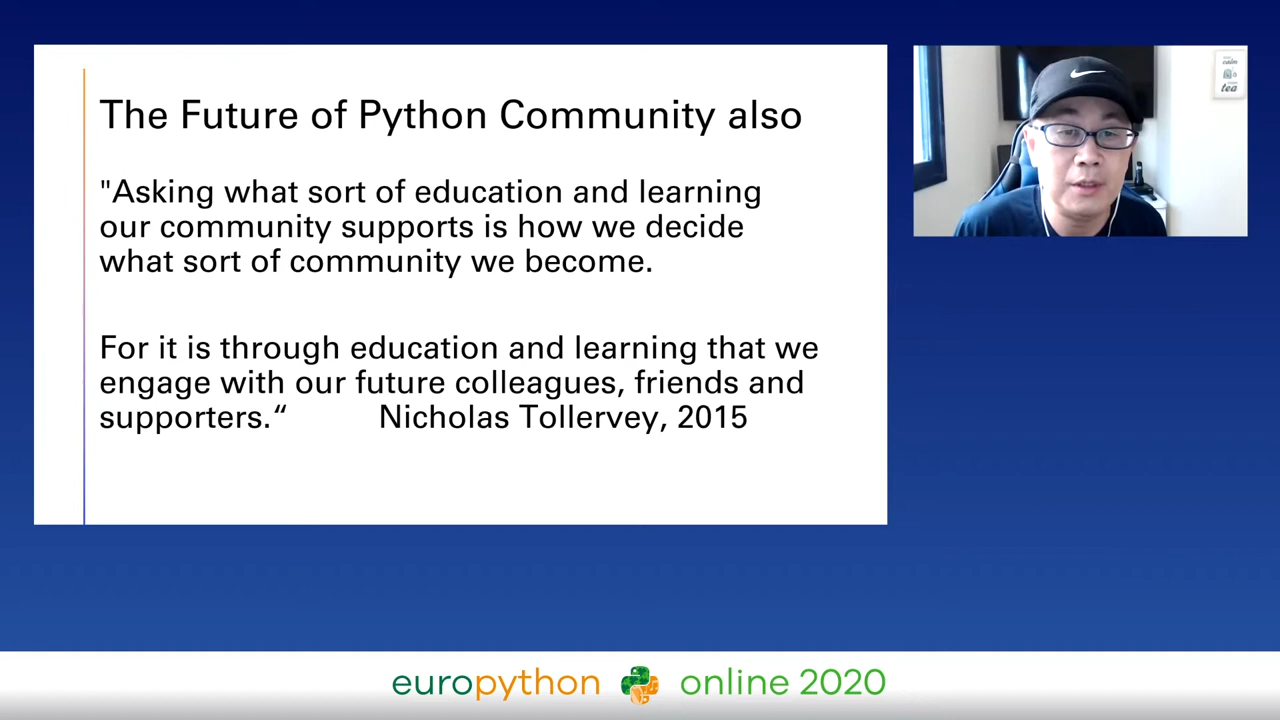 The Future of Python Community also
"Asking what sort of education and learning
our community supports is how we decide
what sort of community we become.
For it is through education and learning that we
engage with our future colleagues, friends and
supporters.“ Nicholas Tollervey, 2015
calm
tea
europython online 2020